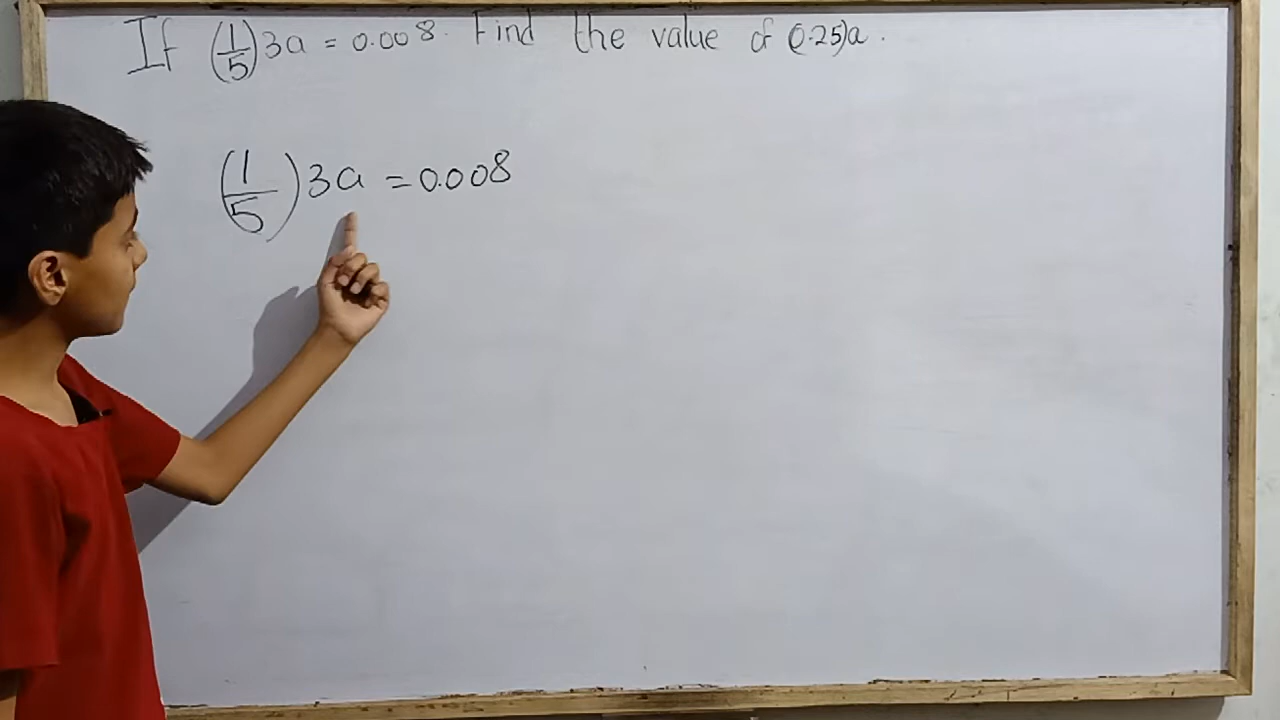 If (1/5)3a = 0.008. Find the value of (0.25)a.
(1/5)3a = 0.008